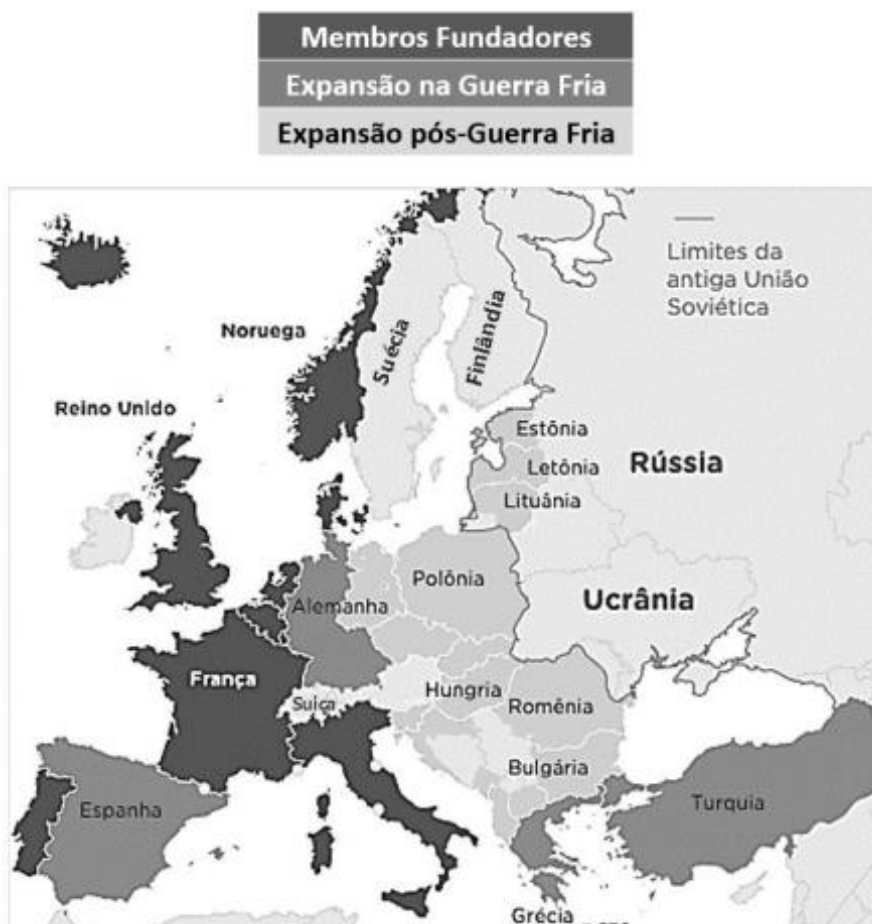 Membros Fundadores
Expansão na Guerra Fria
Expansão pós-Guerra Fria
Limites da
antiga União
Soviética
Noruega
Suécia
Finlândia
Reino Unido
Estônia
Letônia
Lituânia
Rússia
Polônia
Alemanha
Ucrânia
França
Suiça
Hungria
Romênia
Bulgária
Espanha
Turquia
Grécia